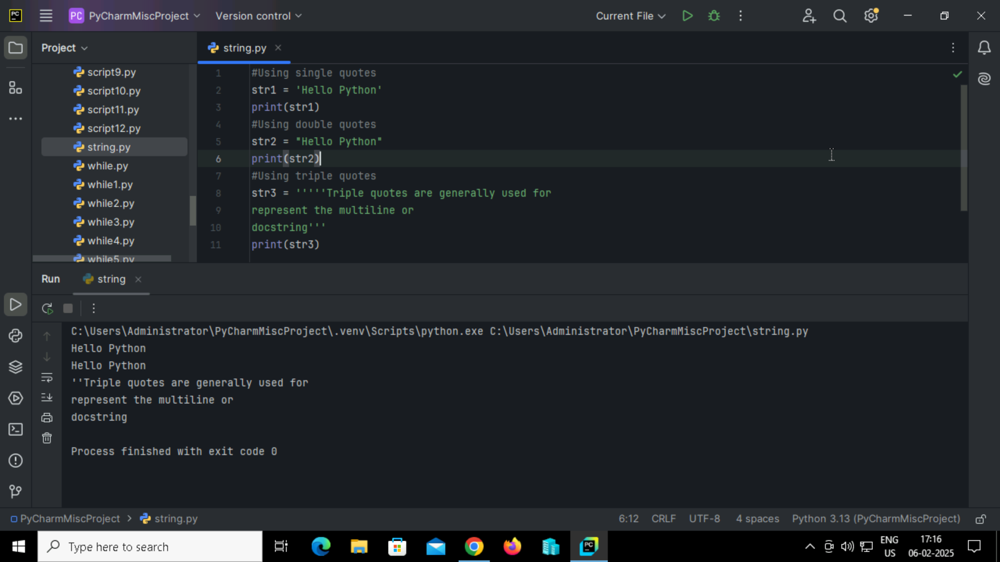 PC PyCharmMiscProject Version control Current File
Project
string.py
script9.py
script10.py
script11.py
script12.py
string.py
while.py
while1.py
while2.py
while3.py
while4.py
while5.py
1 #Using single quotes
2 str1 = 'Hello Python'
3 print(str1)
4 #Using double quotes
5 str2 = "Hello Python"
6 print(str2)
7 #Using triple quotes
8 str3 = '''''Triple quotes are generally used for
9 represent the multiline or
10 docstring'''
11 print(str3)
Run string
C:\Users\Administrator\PyCharmMiscProject\.venv\Scripts\python.exe C:\Users\Administrator\PyCharmMiscProject\string.py
Hello Python
Hello Python
''Triple quotes are generally used for
represent the multiline or
docstring
Process finished with exit code 0
PyCharmMiscProject > string.py 6:12 CRLF UTF-8 4 spaces Python 3.13 (PyCharmMiscProject)
Type here to search
PC
ENG
US
17:16
06-02-2025